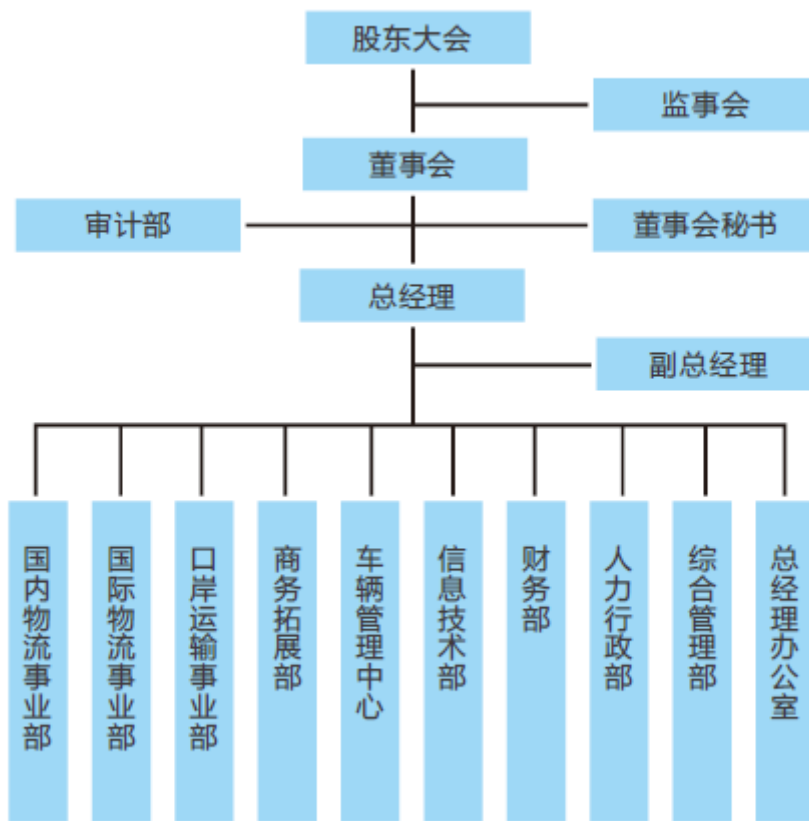 股东大会
监事会
董事会
审计部
董事会秘书
总经理
副总经理
国内物流事业部
国际物流事业部
口岸运输事业部
商务拓展部
车辆管理中心
信息技术部
财务部
人力行政部
综合管理部
总经理办公室